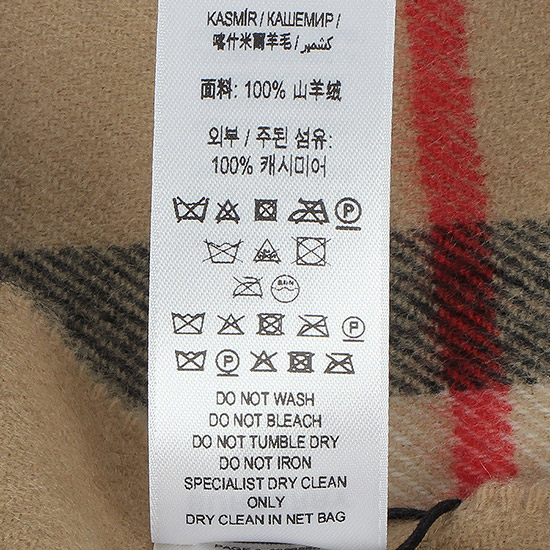 KASMİR / КАШЕМИР /
喀什米爾羊毛 / كشمير
面料: 100% 山羊绒
외부 / 주된 섬유:
100% 캐시미어
P
P
P
DO NOT WASH
DO NOT BLEACH
DO NOT TUMBLE DRY
DO NOT IRON
SPECIALIST DRY CLEAN
ONLY
DRY CLEAN IN NET BAG